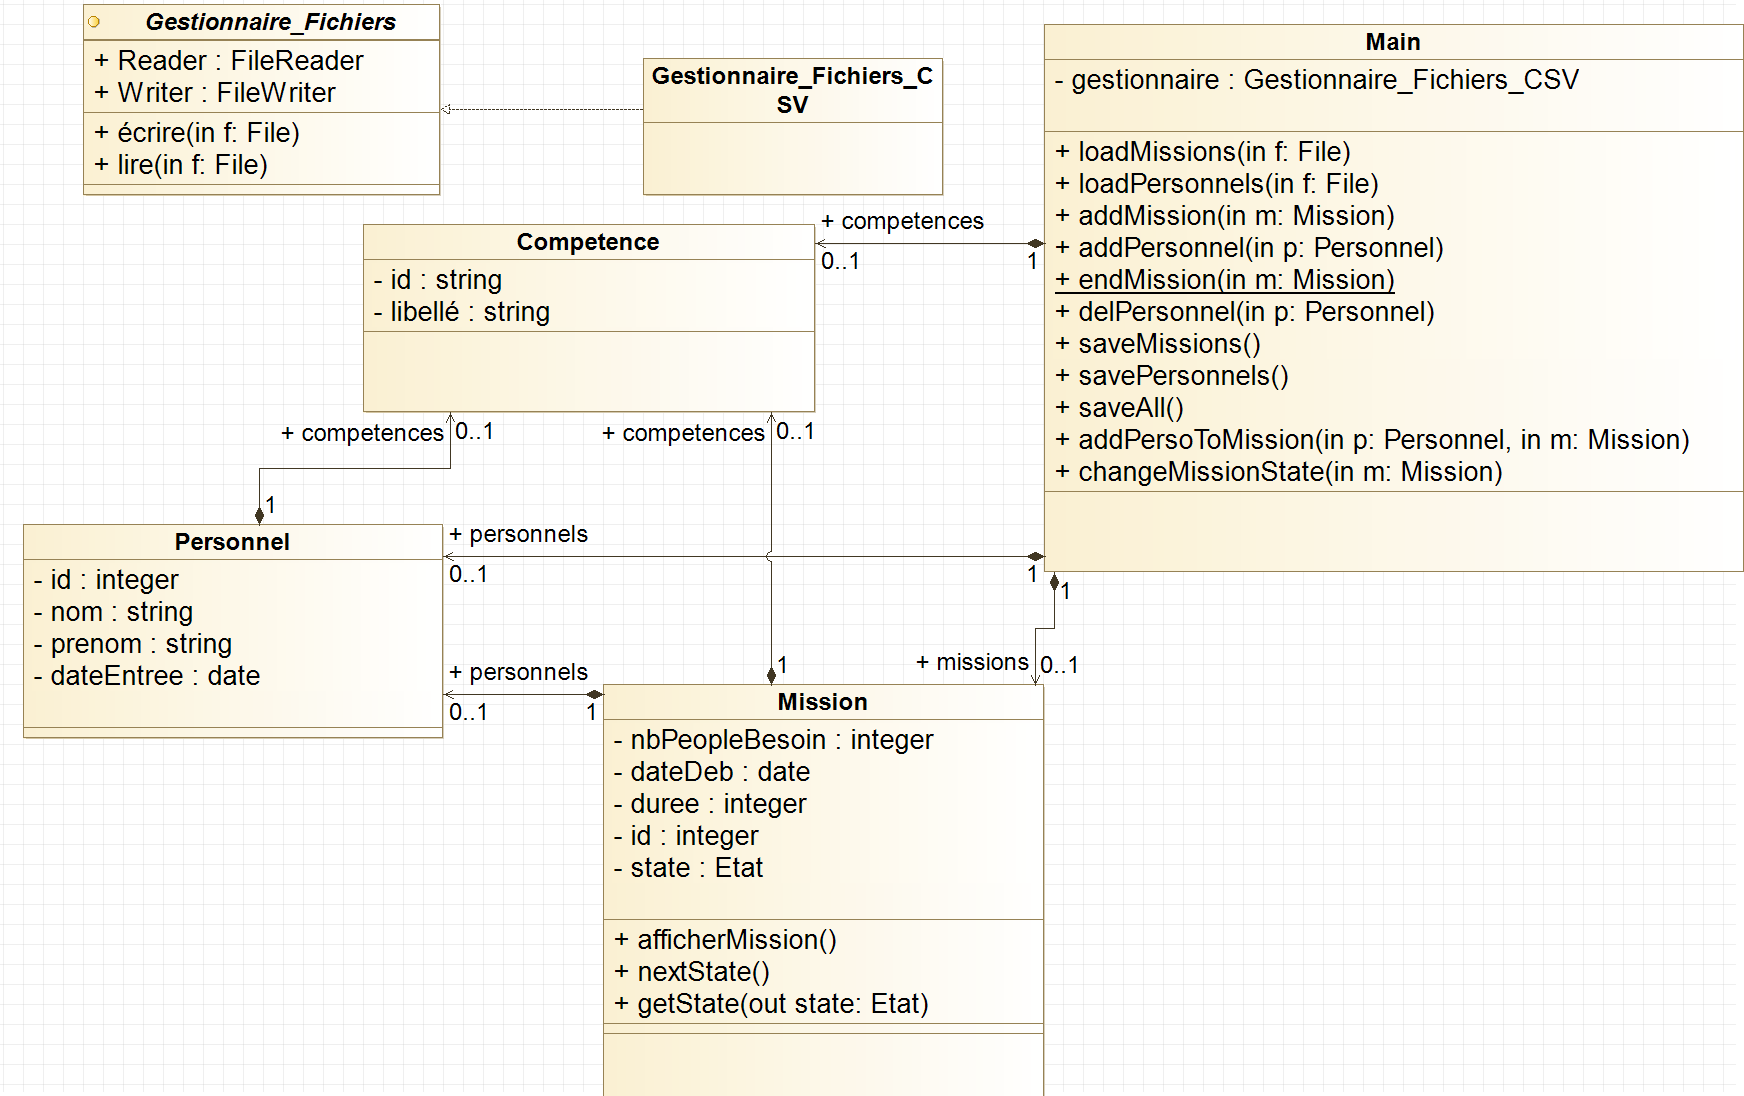 Gestionnaire_Fichiers
+ Reader : FileReader
+ Writer : FileWriter
+ écrire(in f: File)
+ lire(in f: File)
Gestionnaire_Fichiers_C
SV
Main
- gestionnaire : Gestionnaire_Fichiers_CSV
+ loadMissions(in f: File)
+ loadPersonnels(in f: File)
+ addMission(in m: Mission)
+ addPersonnel(in p: Personnel)
+ endMission(in m: Mission)
+ delPersonnel(in p: Personnel)
+ saveMissions()
+ savePersonnels()
+ saveAll()
+ addPersoToMission(in p: Personnel, in m: Mission)
+ changeMissionState(in m: Mission)
+ competences
0..1
1
Competence
- id : string
- libellé : string
+ competences
0..1
1
+ competences
0..1
1
Personnel
- id : integer
- nom : string
- prenom : string
- dateEntree : date
+ personnels
0..1
1
+ personnels
0..1
1
1
+ missions
0..1
Mission
- nbPeopleBesoin : integer
- dateDeb : date
- duree : integer
- id : integer
- state : Etat
+ afficherMission()
+ nextState()
+ getState(out state: Etat)